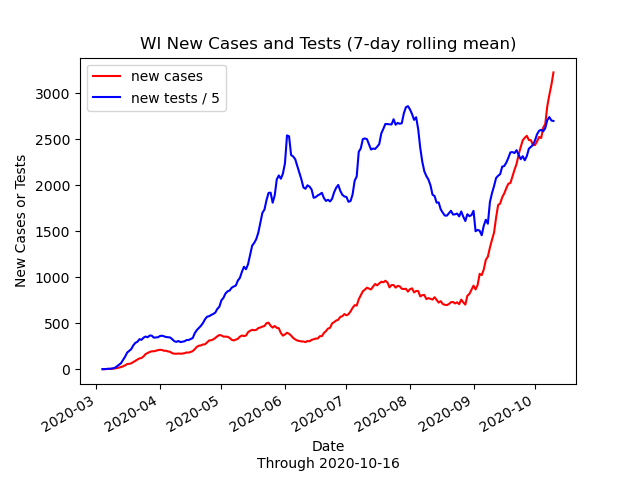 WI New Cases and Tests (7-day rolling mean)
new cases
new tests / 5
New Cases or Tests
3000
2500
2000
1500
1000
500
0
2020-03
2020-04
2020-05
2020-06
2020-07
2020-08
2020-09
2020-10
Date
Through 2020-10-16